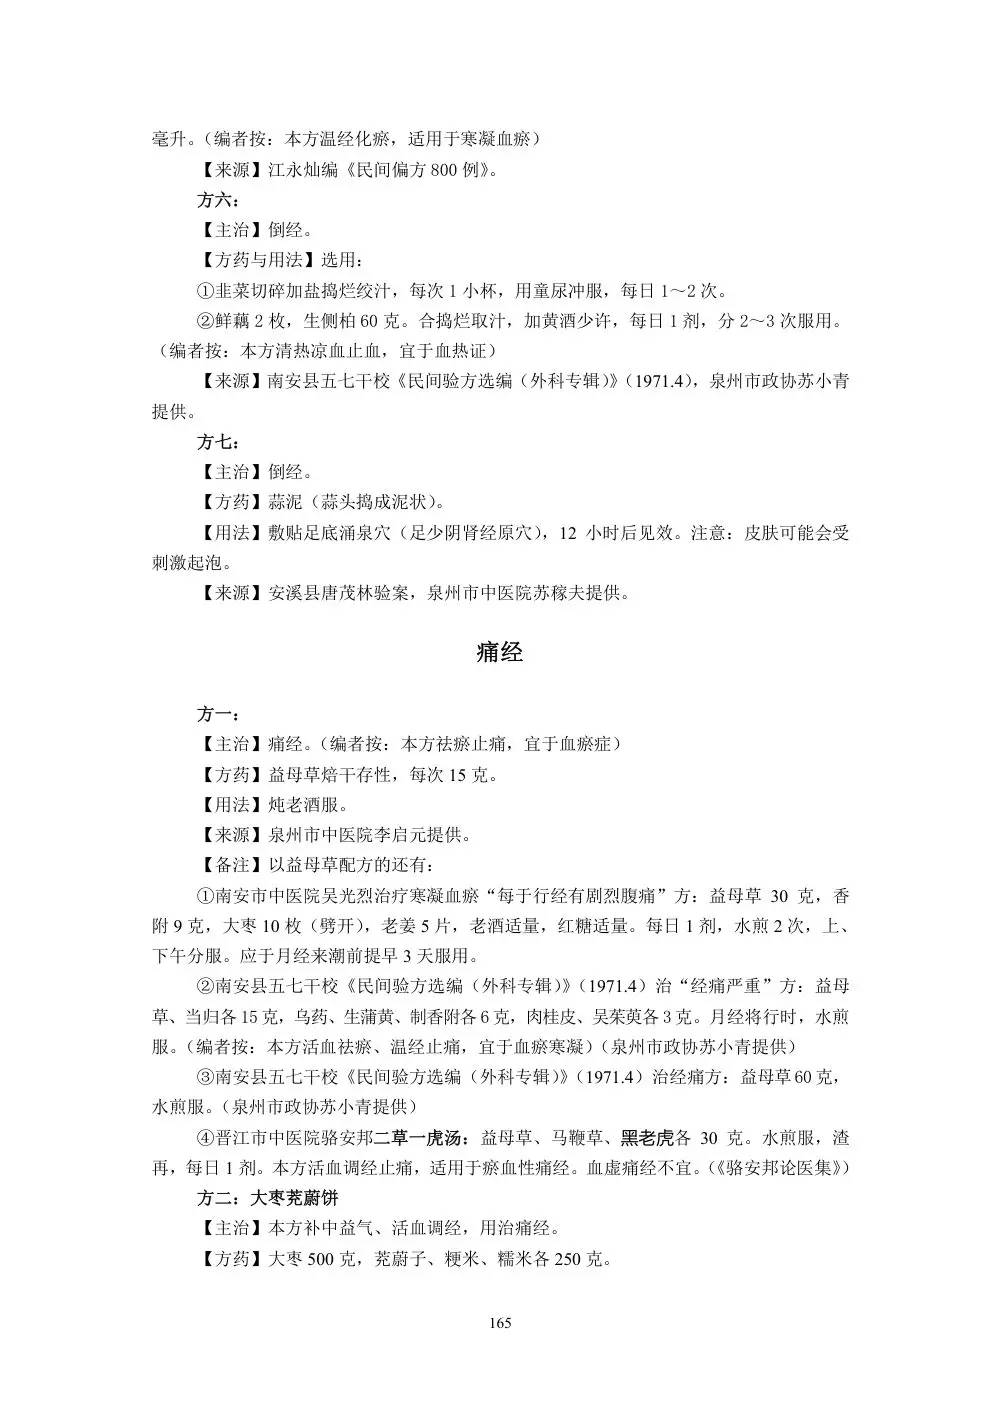 毫升。（编者按：本方温经化瘀，适用于寒凝血瘀）
【来源】江永灿编《民间偏方800例》。
方六：
【主治】倒经。
【方药与用法】选用：
①韭菜切碎加盐捣烂绞汁，每次1小杯，用童尿冲服，每日1～2次。
②鲜藕2枚，生侧柏60克。合捣烂取汁，加黄酒少许，每日1剂，分2～3次服用。
（编者按：本方清热凉血止血，宜于血热证）
【来源】南安县五七干校《民间验方选编（外科专辑）》（1971.4），泉州市政协苏小青
提供。
方七：
【主治】倒经。
【方药】蒜泥（蒜头捣成泥状）。
【用法】敷贴足底涌泉穴（足少阴肾经原穴），12 小时后见效。注意：皮肤可能会受
刺激起泡。
【来源】安溪县唐茂林验案，泉州市中医院苏稼夫提供。
痛经
方一：
【主治】痛经。（编者按：本方祛瘀止痛，宜于血瘀症）
【方药】益母草焙干存性，每次15克。
【用法】炖老酒服。
【来源】泉州市中医院李启元提供。
【备注】以益母草配方的还有：
①南安市中医院吴光烈治疗寒凝血瘀“每于行经有剧烈腹痛”方：益母草 30 克，香
附9克，大枣10枚（劈开），老姜5片，老酒适量，红糖适量。每日1剂，水煎2次，上、
下午分服。应于月经来潮前提早3天服用。
②南安县五七干校《民间验方选编（外科专辑）》（1971.4）治“经痛严重”方：益母
草、当归各15克，乌药、生蒲黄、制香附各6克，肉桂皮、吴茱萸各3克。月经将行时，水煎
服。（编者按：本方活血祛瘀、温经止痛，宜于血瘀寒凝）（泉州市政协苏小青提供）
③南安县五七干校《民间验方选编（外科专辑）》（1971.4）治经痛方：益母草60克，
水煎服。（泉州市政协苏小青提供）
④晋江市中医院骆安邦二草一虎汤：益母草、马鞭草、黑老虎各 30 克。水煎服，渣
再，每日1剂。本方活血调经止痛，适用于瘀血性痛经。血虚痛经不宜。（《骆安邦论医集》）
方二：大枣茺蔚饼
【主治】本方补中益气、活血调经，用治痛经。
【方药】大枣500克，茺蔚子、粳米、糯米各250克。
165